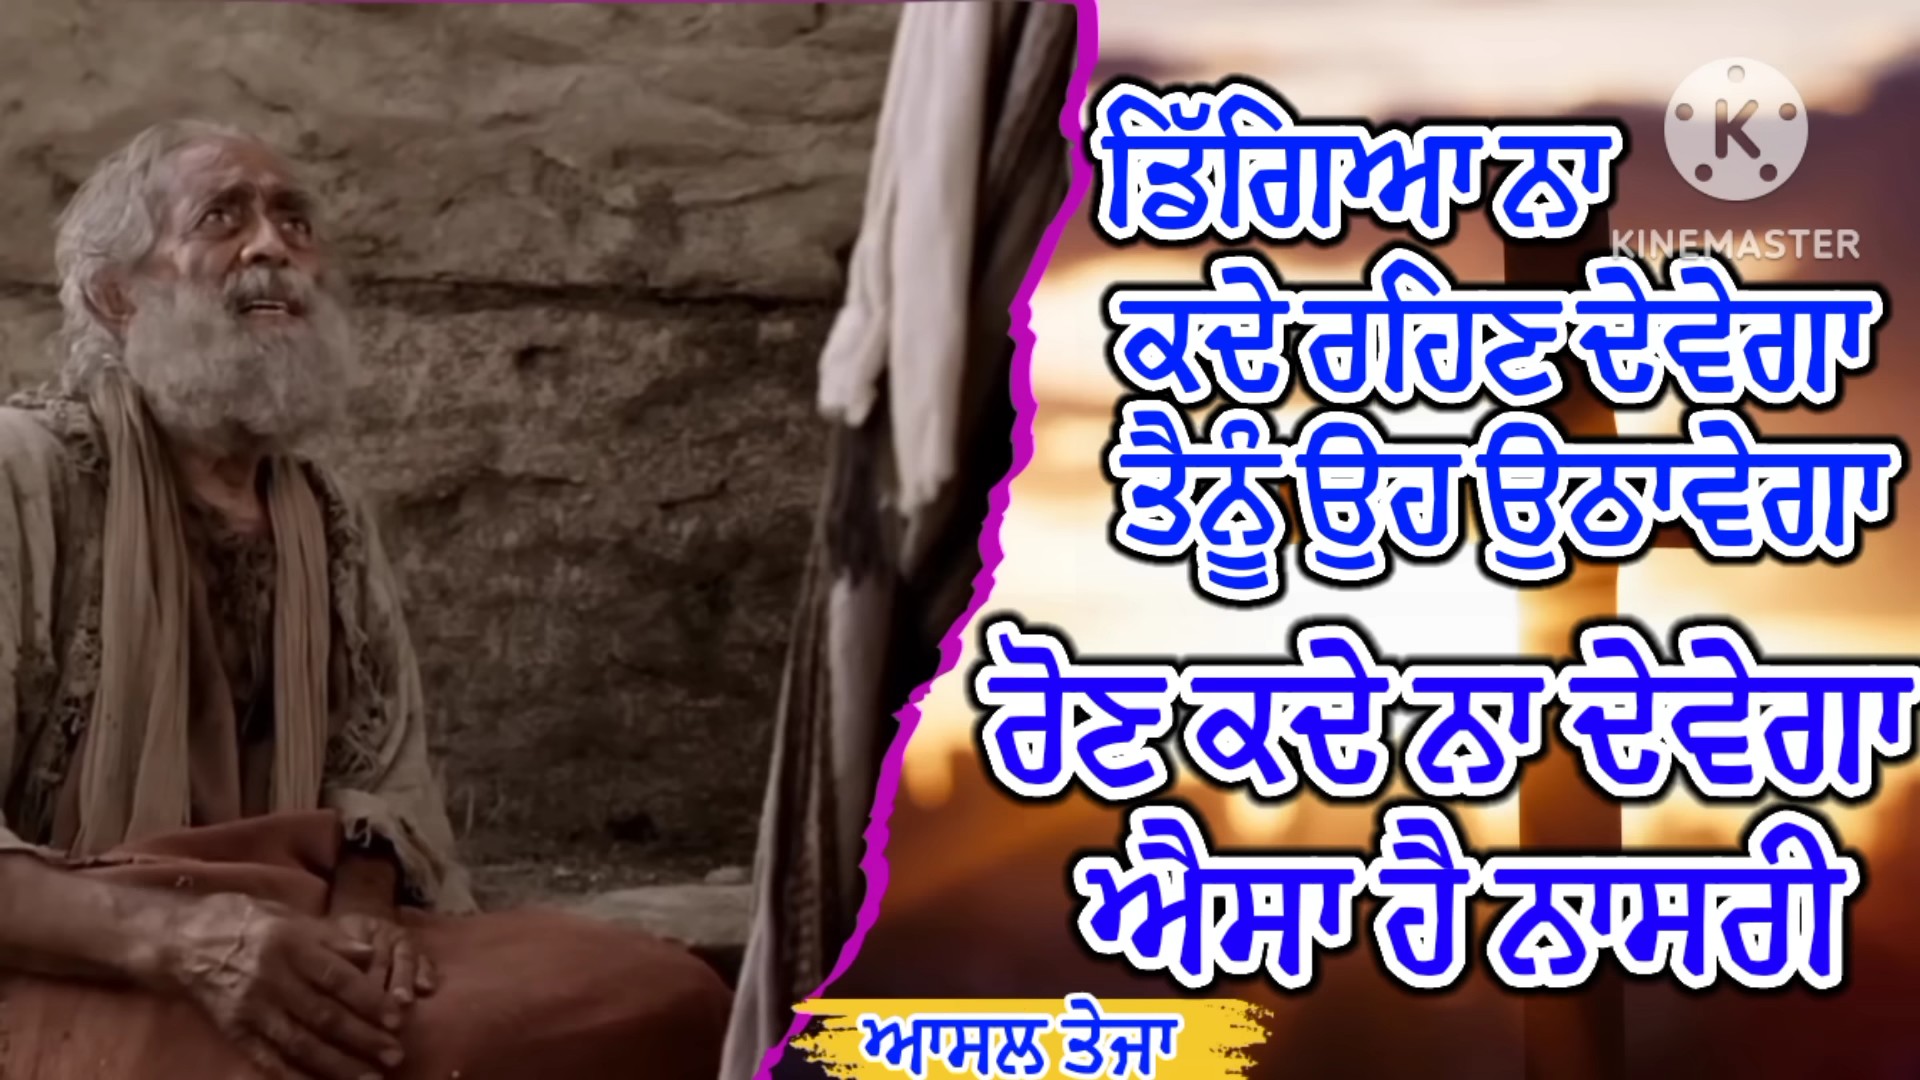 ਡਿੱਗਿਆ ਨਾ
ਕਦੇ ਰਹਿਣ ਦੇਵੇਗਾ
ਤੈਨੂੰ ਉਹ ਉਠਾਵੇਗਾ
ਰੋਣ ਕਦੇ ਨਾ ਦੇਵੇਗਾ
ਐਸਾ ਹੈ ਨਾਸਰੀ
ਆਸਲ ਤੇਜਾ
K
KINEMASTER